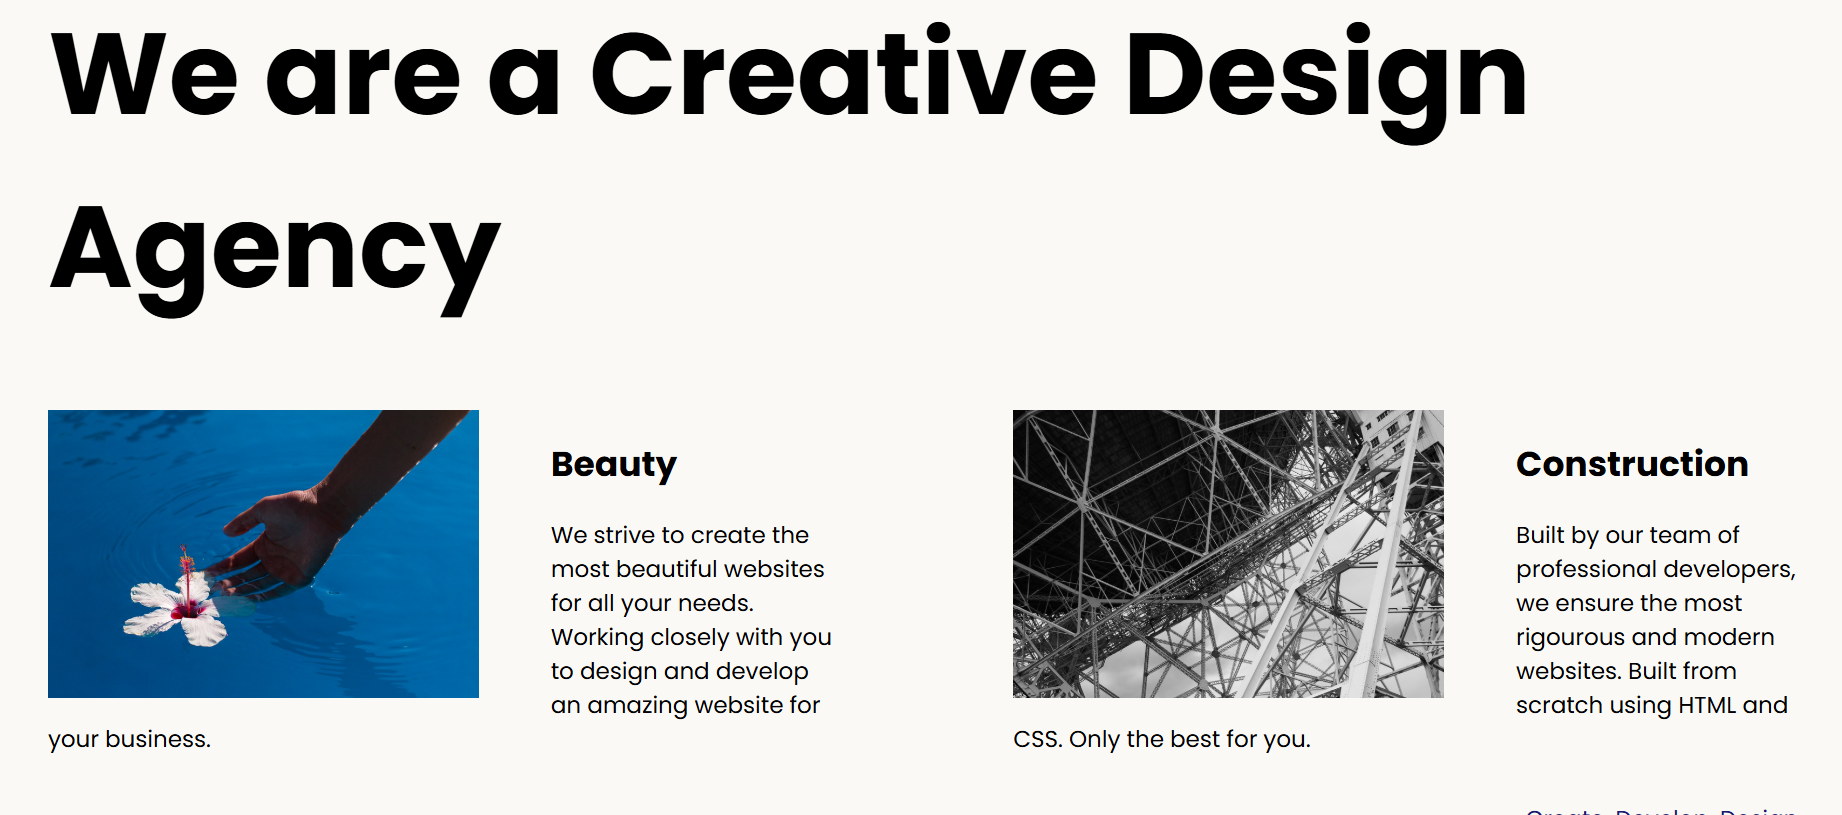 We are a Creative Design
Agency
Beauty
We strive to create the
most beautiful websites
for all your needs.
Working closely with you
to design and develop
an amazing website for
your business.
Construction
Built by our team of
professional developers,
we ensure the most
rigourous and modern
websites. Built from
scratch using HTML and
CSS. Only the best for you.
Create. Develop. Design